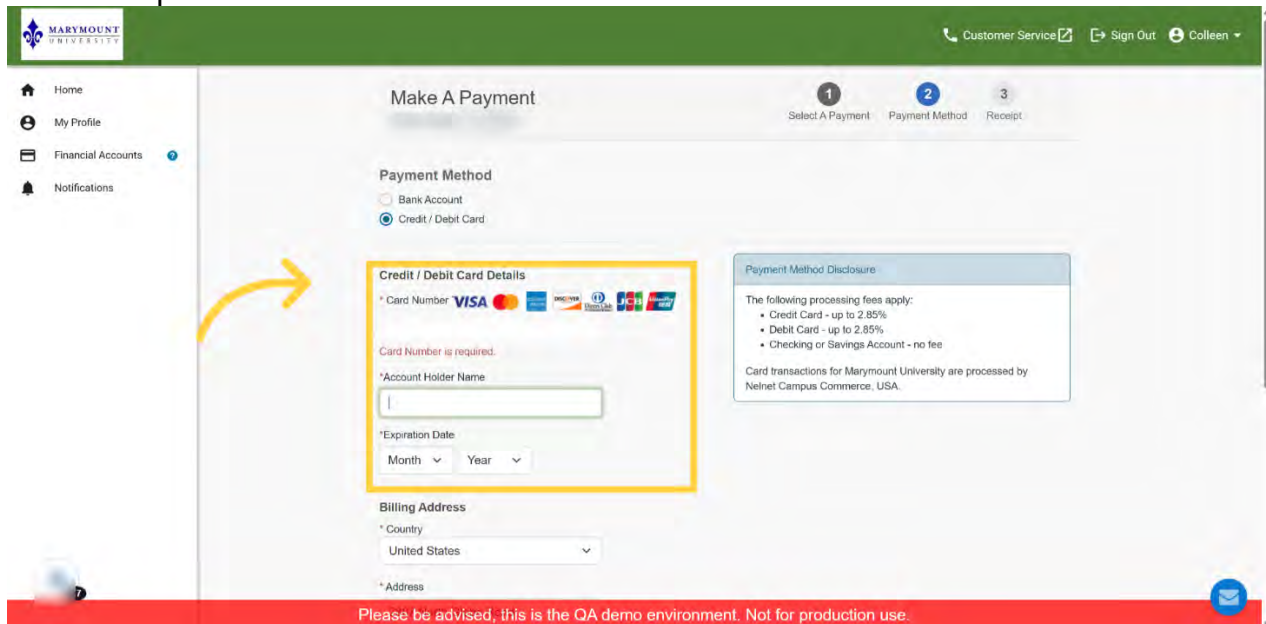 MARYMOUNT
UNIVERSITY
Customer Service
Sign Out
Colleen
Home
My Profile
Financial Accounts
?
Notifications
Make A Payment
1
2
3
Select A Payment
Payment Method
Receipt
Payment Method
Bank Account
Credit / Debit Card
Credit / Debit Card Details
* Card Number VISA DISCOVER Diners Club JCB UnionPay
Card Number is required.
*Account Holder Name
*Expiration Date
Month
Year
Payment Method Disclosure
The following processing fees apply:
• Credit Card - up to 2.85%
• Debit Card - up to 2.85%
• Checking or Savings Account - no fee
Card transactions for Marymount University are processed by
Nelnet Campus Commerce, USA.
Billing Address
* Country
United States
* Address
7
Please be advised, this is the QA demo environment. Not for production use.